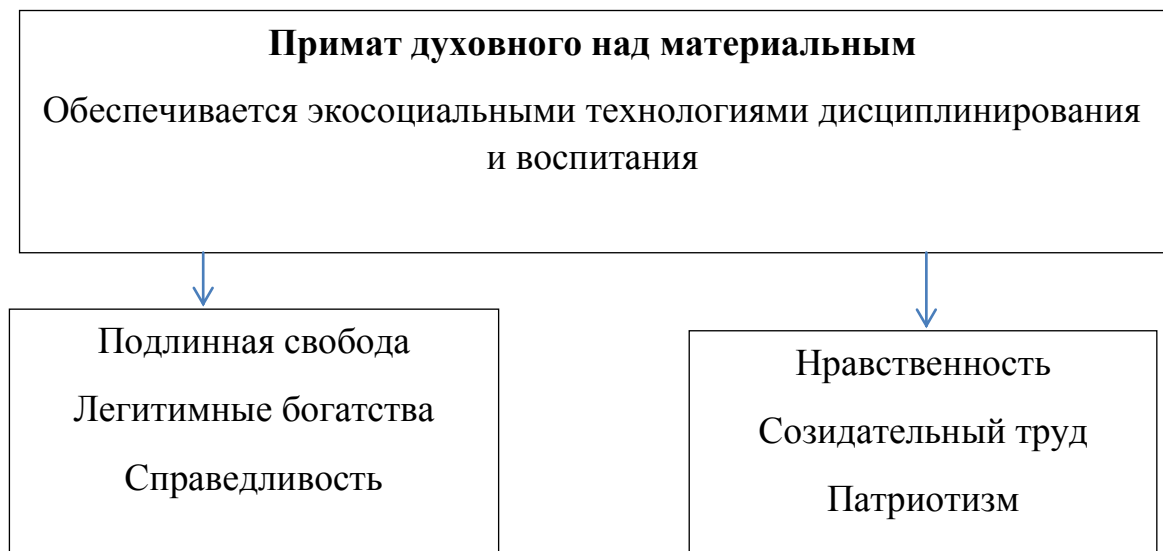 Примат духовного над материальным
Обеспечивается экосоциальными технологиями дисциплинирования
и воспитания
Подлинная свобода
Легитимные богатства
Справедливость
Нравственность
Созидательный труд
Патриотизм